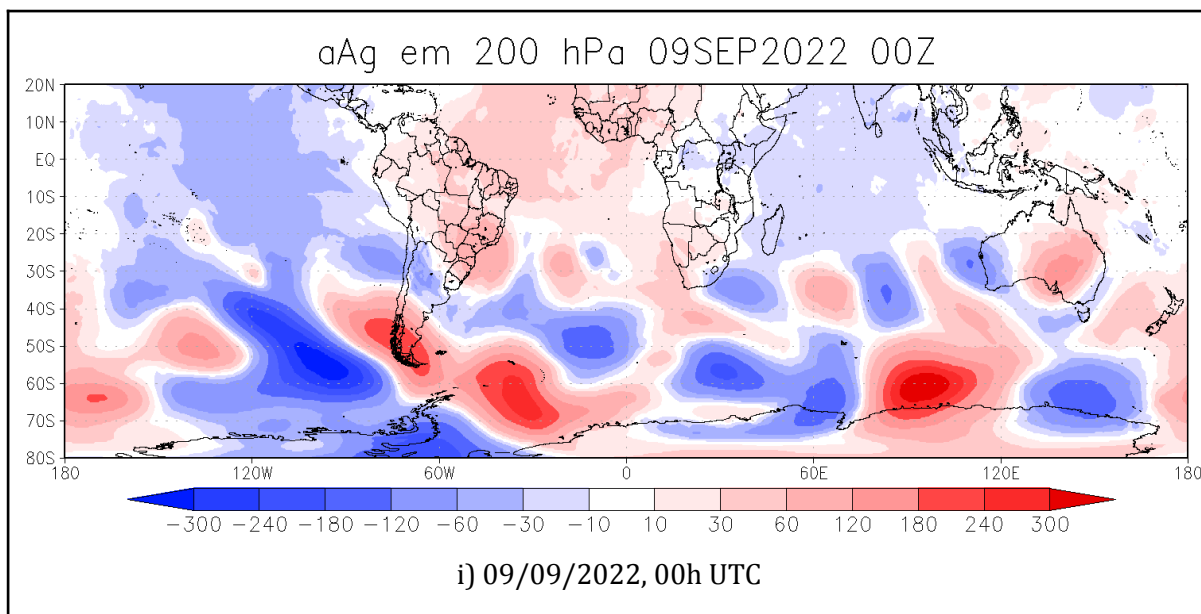 aAg em 200 hPa 09SEP2022 00Z
20N
10N
EQ
10S
20S
30S
40S
50S
60S
70S
80S
180 120W 60W 0 60E 120E 180
−300 −240 −180 −120 −60 −30 −10 10 30 60 120 180 240 300
i) 09/09/2022, 00h UTC